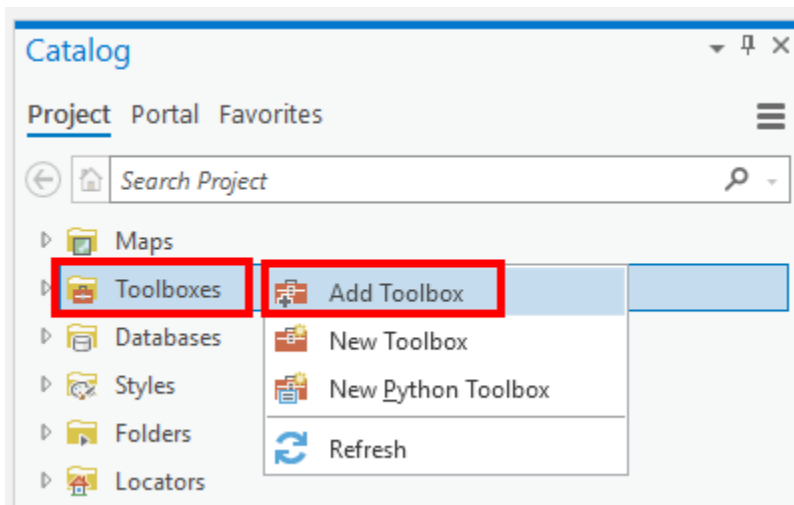 Catalog
Project Portal Favorites
Search Project
Maps
Toolboxes
Add Toolbox
Databases
New Toolbox
Styles
New Python Toolbox
Folders
Refresh
Locators